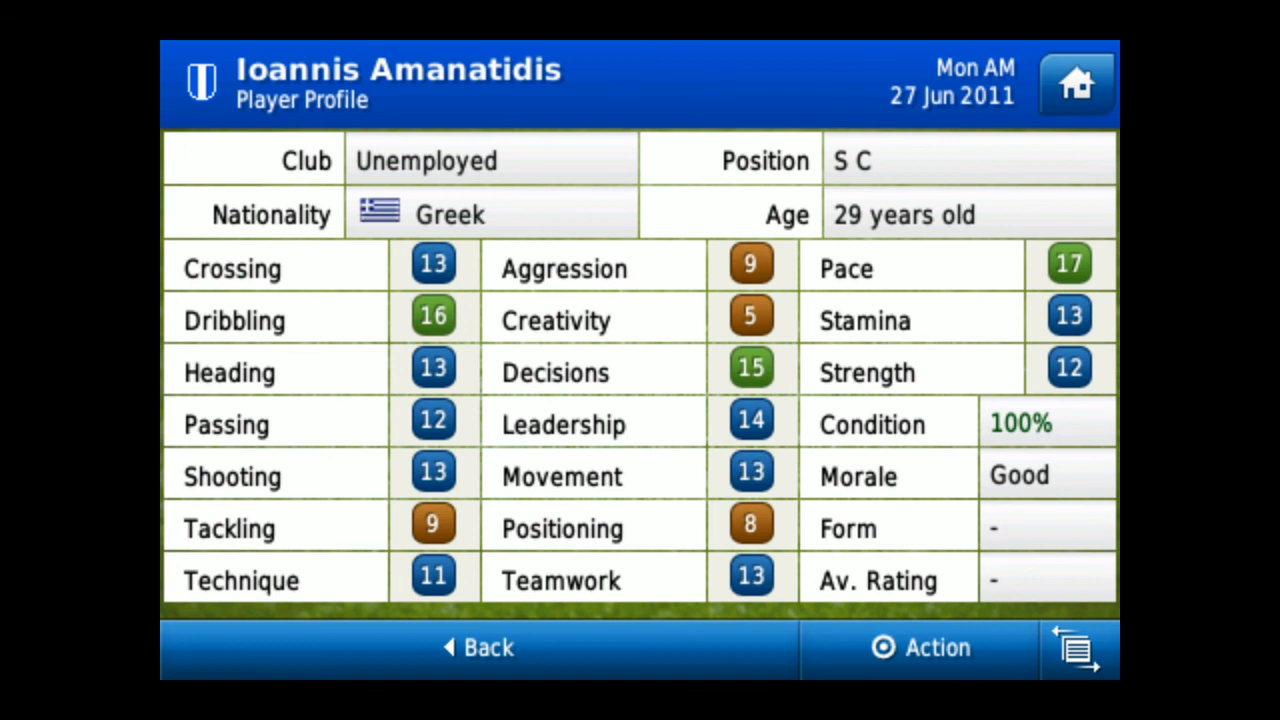 Ioannis Amanatidis
Player Profile
Mon AM
27 Jun 2011
Club Unemployed Position S C
Nationality Greek Age 29 years old
Crossing 13 Aggression 9 Pace 17
Dribbling 16 Creativity 5 Stamina 13
Heading 13 Decisions 15 Strength 12
Passing 12 Leadership 14 Condition 100%
Shooting 13 Movement 13 Morale Good
Tackling 9 Positioning 8 Form -
Technique 11 Teamwork 13 Av. Rating -
Back Action